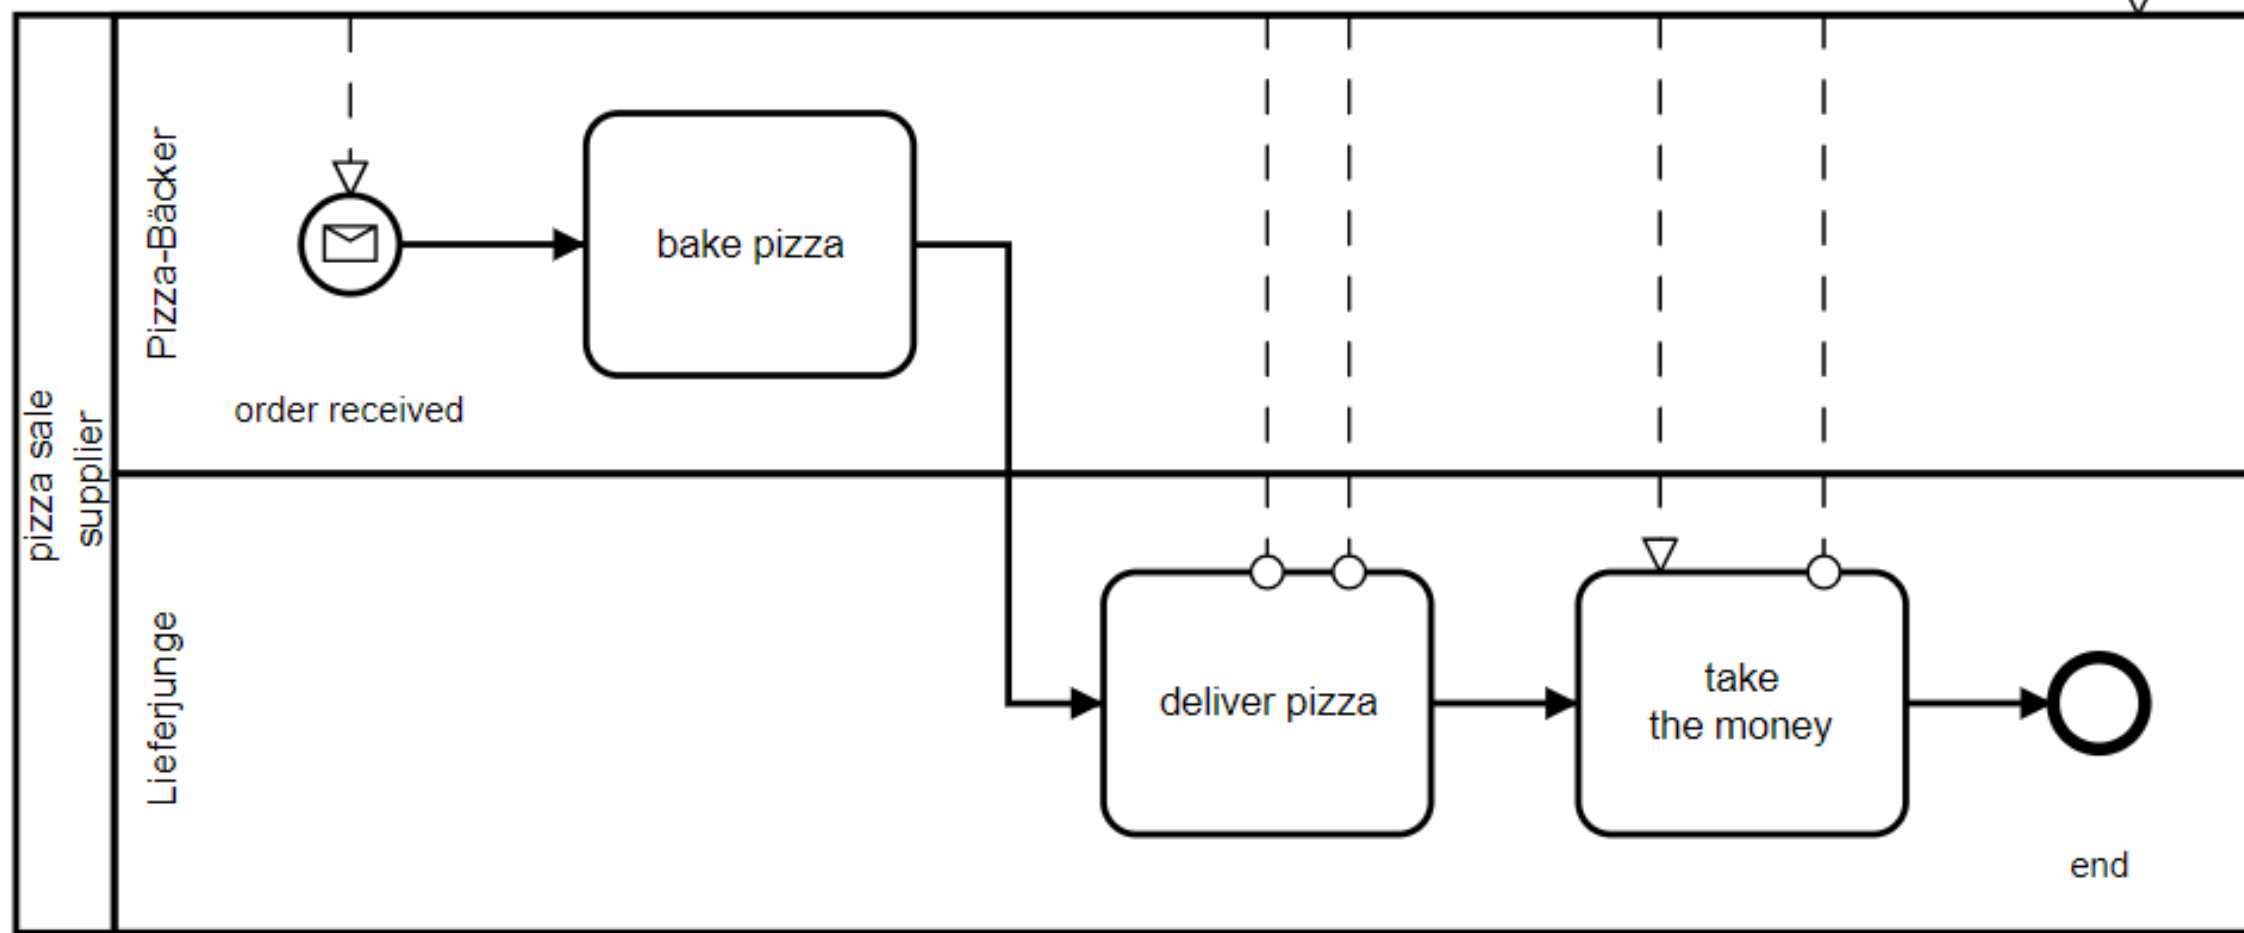 pizza sale
supplier
Pizza-Bäcker
order received
bake pizza
Lieferjunge
deliver pizza
take
the money
end